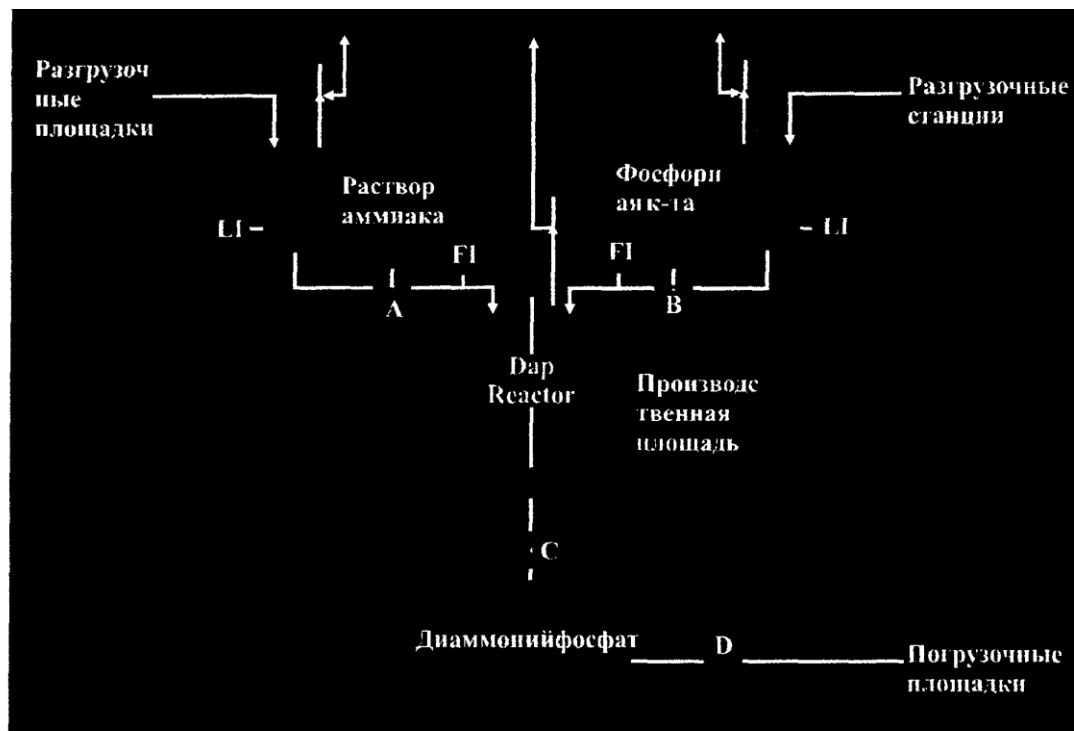 Разгрузоч
ные
площадки
Разгрузочные
станции
Раствор
аммиака
Фосфорн
ая к-та
LI
LI
FI
FI
A
B
Dap
Reactor
Производс
твенная
площадь
C
Диаммонийфосфат
D
Погрузочные
площадки